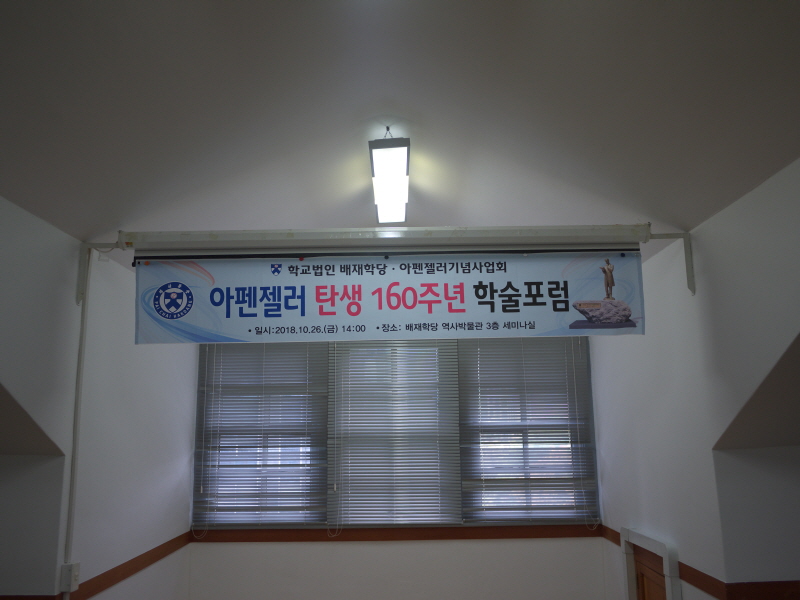 학교법인 배재학당 · 아펜젤러기념사업회
아펜젤러 탄생 160주년 학술포럼
• 일시:2018.10.26.(금) 14:00 • 장소: 배재학당 역사박물관 3층 세미나실